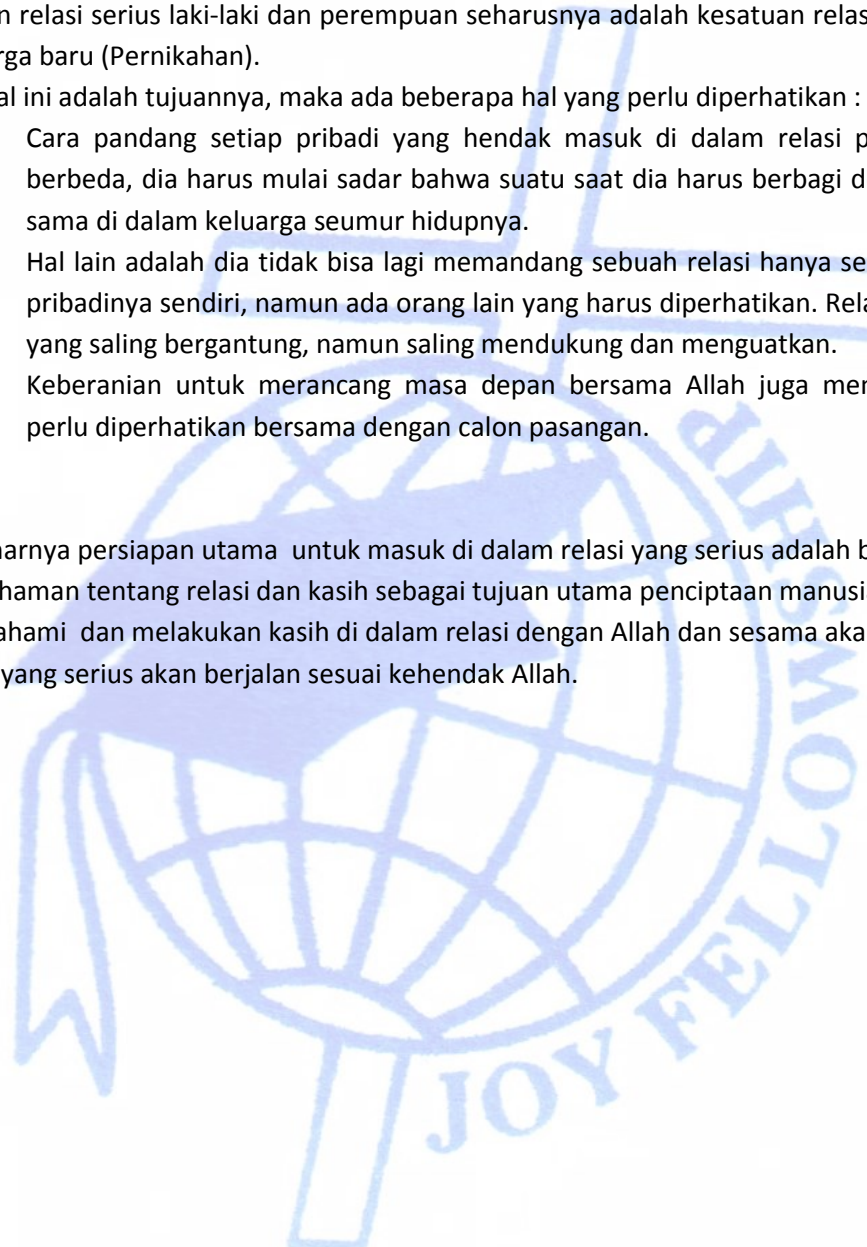 n relasi serius laki-laki dan perempuan seharusnya adalah kesatuan relas
rga baru (Pernikahan).
al ini adalah tujuannya, maka ada beberapa hal yang perlu diperhatikan :
Cara pandang setiap pribadi yang hendak masuk di dalam relasi p
berbeda, dia harus mulai sadar bahwa suatu saat dia harus berbagi d
sama di dalam keluarga seumur hidupnya.
Hal lain adalah dia tidak bisa lagi memandang sebuah relasi hanya se
pribadinya sendiri, namun ada orang lain yang harus diperhatikan. Rela
yang saling bergantung, namun saling mendukung dan menguatkan.
Keberanian untuk merancang masa depan bersama Allah juga mer
perlu diperhatikan bersama dengan calon pasangan.
narnya persiapan utama untuk masuk di dalam relasi yang serius adalah b
haman tentang relasi dan kasih sebagai tujuan utama penciptaan manusi
ahami dan melakukan kasih di dalam relasi dengan Allah dan sesama aka
yang serius akan berjalan sesuai kehendak Allah.
JOY FELLOWSHIP